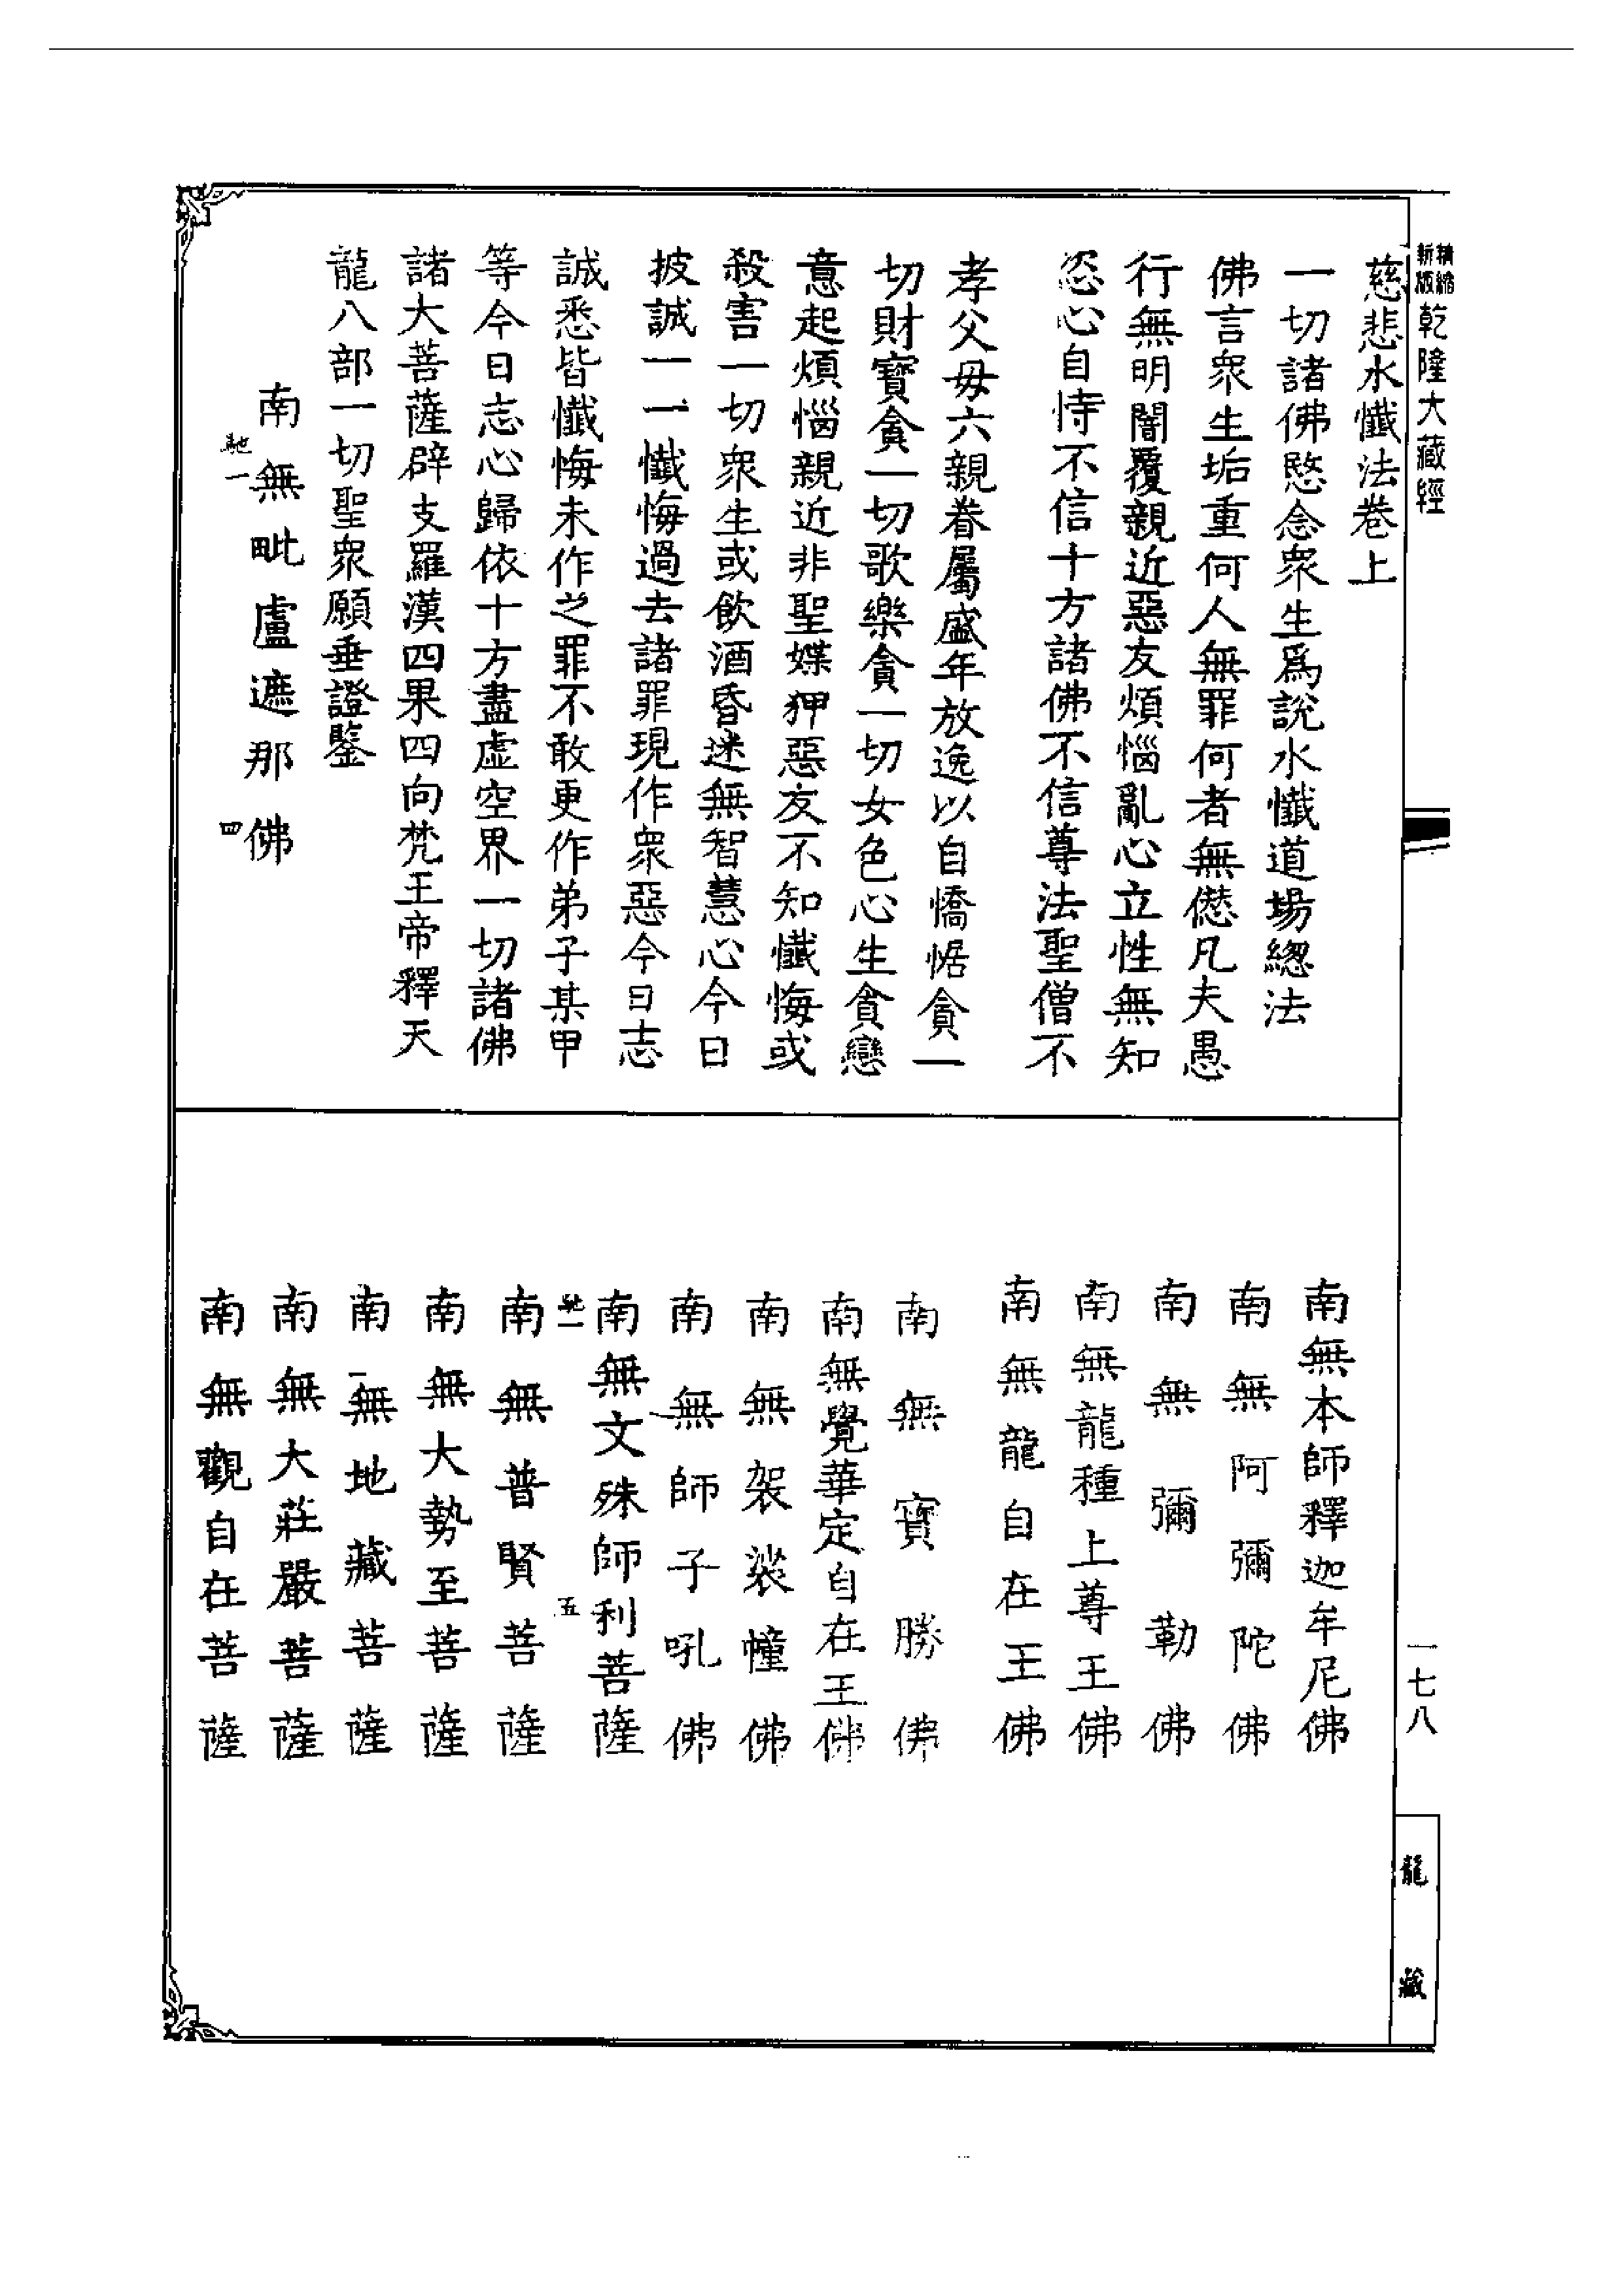 精縮新版乾隆大藏經
一七八
龍藏
慈悲水懺法卷上
一切諸佛愍念眾生為說水懺道場緫法
佛言眾生垢重何人無罪何者無愆凡夫愚
行無明闇覆親近惡友煩惱亂心立性無知
恣心自恃不信十方諸佛不信尊法聖僧不
孝父母六親眷屬盛年放逸以自憍倨貪一
切財寶貪一切歌樂貪一切女色心生貪戀
意起煩惱親近非聖媟狎惡友不知懺悔或
殺害一切眾生或飲酒昏迷無智慧心今日
披誠一一懺悔過去諸罪現作眾惡今日志
誠悉皆懺悔未作之罪不敢更作弟子某甲
等今日志心歸依十方盡虛空界一切諸佛
諸大菩薩辟支羅漢四果四向梵王帝釋天
龍八部一切聖眾願垂證鑒
南無毗盧遮那佛
馳一
四
南無本師釋迦牟尼佛
南無阿彌陀佛
南無彌勒佛
南無龍種上尊王佛
南無龍自在王佛
南無寶勝佛
南無覺華定自在王佛
南無袈裟幢佛
南無師子吼佛
南無文殊師利菩薩
馳一
五
南無普賢菩薩
南無大勢至菩薩
南無地藏菩薩
南無大莊嚴菩薩
南無觀自在菩薩